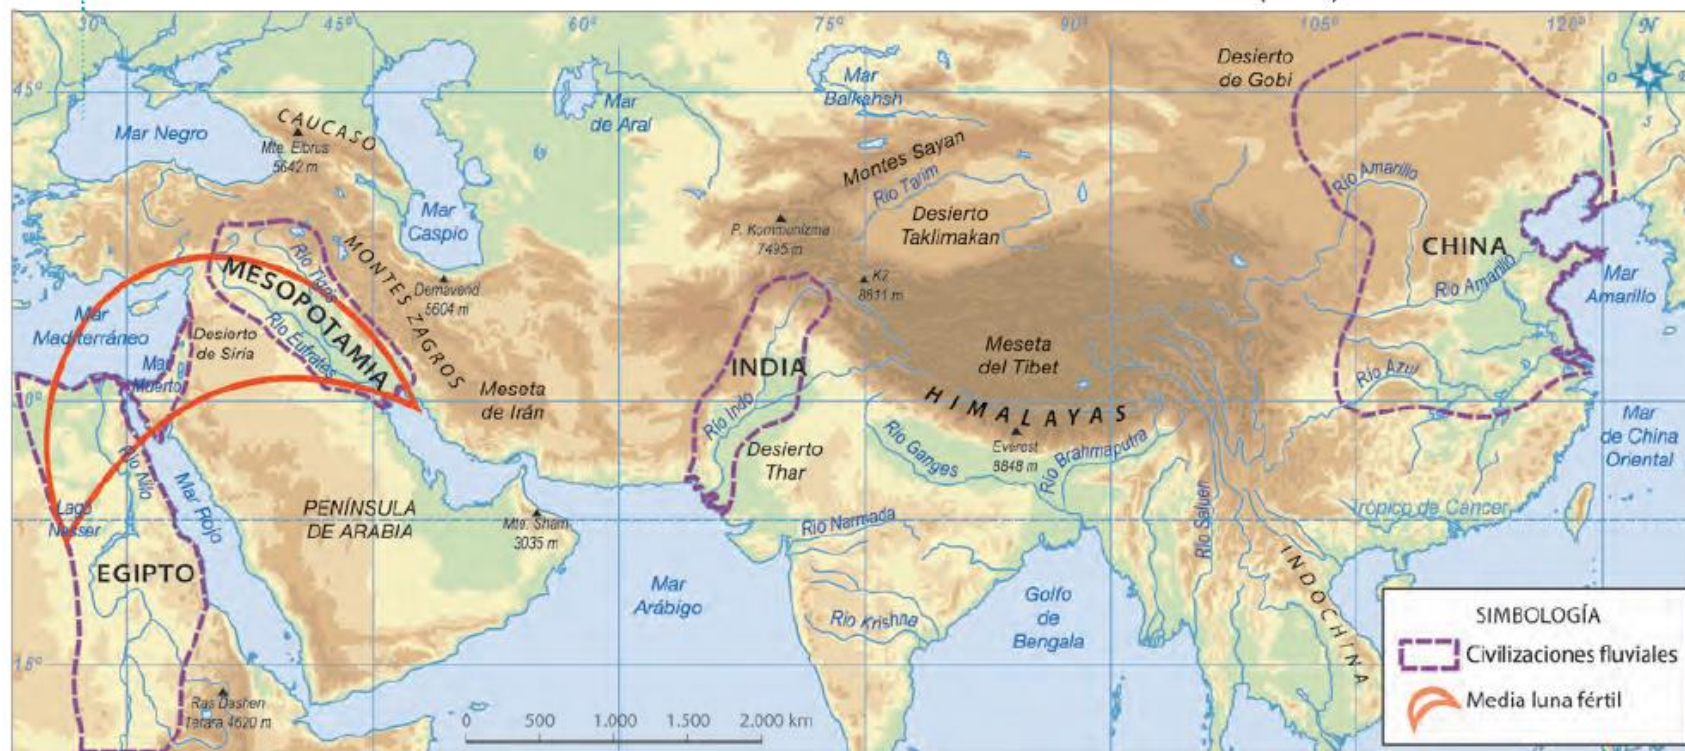 30°
45°
60°
75°
90°
105°
120°
45°
Mar Negro
CAUCASO
Mte. Elbrus
5642 m
Mar
de Aral
Mar
Balkahsh
Desierto
de Gobi
N
O
S
Montes Sayan
Río Tarim
Desierto
Taklimakan
Río Amarillo
Mar
Caspio
P. Kommunizma
7495 m
K2
8611 m
CHINA
Río Amarillo
Mar
Amarillo
MESOPOTAMIA
Río Tigris
Río Eufrates
MONTES ZAGROS
Demavend
5604 m
Mar
Mediterráneo
Desierto
de Siria
Mar
Muerto
Meseta
de Irán
INDIA
Río Indo
Meseta
del Tibet
HIMALAYAS
Everest
8848 m
Río Azul
0°
Desierto
Thar
Río Ganges
Río Brahmaputra
Mar
de China
Oriental
Río Nilo
Mar Rojo
Lago
Nasser
PENÍNSULA
DE ARABIA
Mte. Sham
3035 m
Río Narmada
Río Saluen
Trópico de Cancer
EGIPTO
Mar
Arábigo
Río Krishna
Golfo
de
Bengala
INDOCHINA
15°
Ras Dashen
4620 m
0 500 1.000 1.500 2.000 km
SIMBOLOGÍA
Civilizaciones fluviales
Media luna fértil